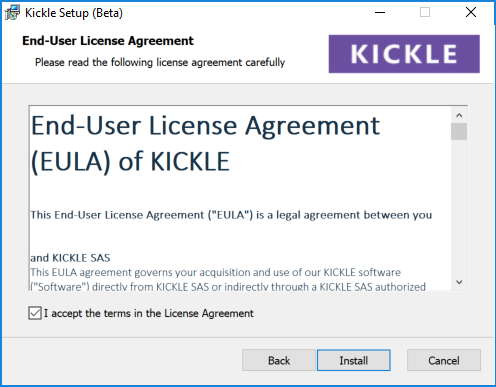 Kickle Setup (Beta)
End-User License Agreement
Please read the following license agreement carefully
KICKLE
End-User License Agreement
(EULA) of KICKLE
This End-User License Agreement ("EULA") is a legal agreement between you
and KICKLE SAS
This EULA agreement governs your acquisition and use of our KICKLE software
("Software") directly from KICKLE SAS or indirectly through a KICKLE SAS authorized
I accept the terms in the License Agreement
Back
Install
Cancel